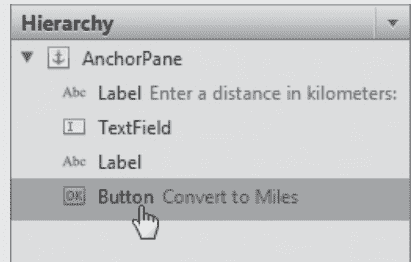 Hierarchy
AnchorPane
Abc Label Enter a distance in kilometers:
I TextField
Abc Label
OK Button Convert to Miles